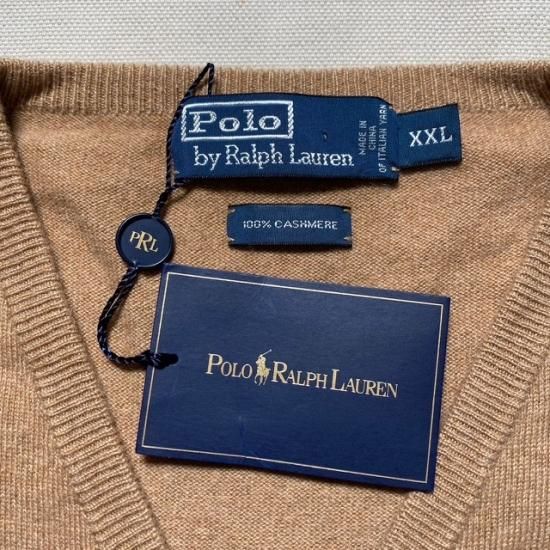 Polo
by Ralph Lauren
MADE IN
CHINA
OF ITALIAN YARN
XXL
100% CASHMERE
PRL
POLO RALPH LAUREN